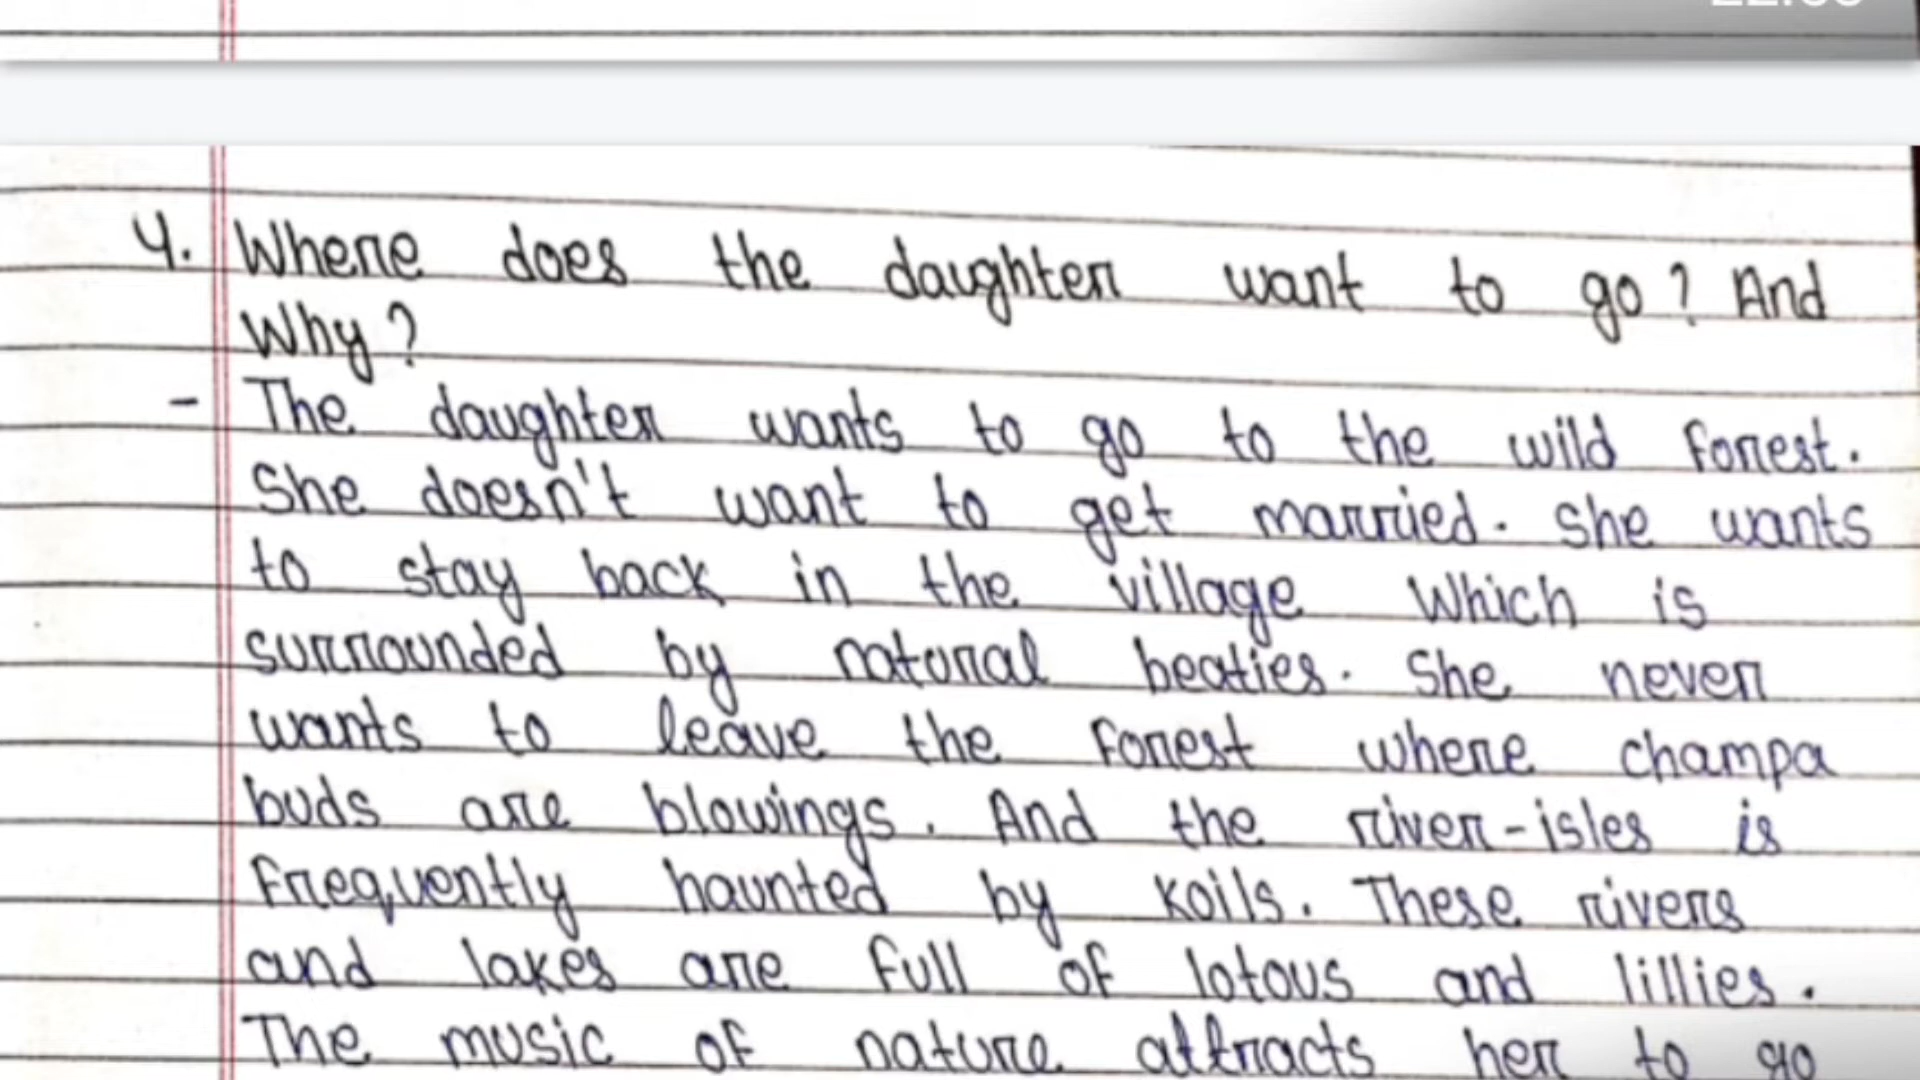 4. Where does the daughter want to go? And
Why?
- The daughter wants to go to the wild forest.
She doesn't want to get married. She wants
to stay back in the village Which is
surrounded by natoral beaties. She never
wants to leave the forest where champa
buds are blowings. And the river-isles is
frequently haunted by koils. These rivers
and lakes are full of lotous and lillies.
The music of nature attracts her to go